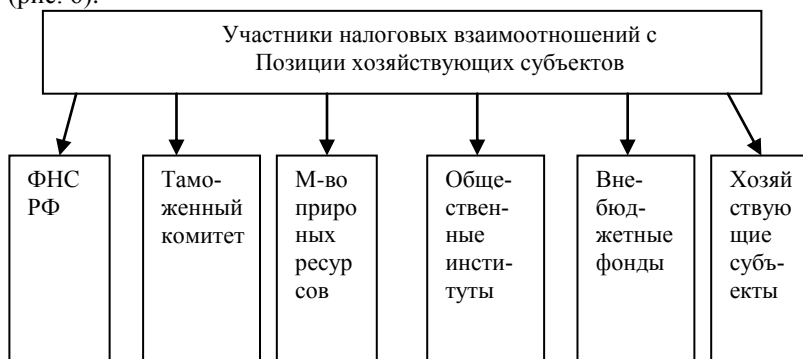 (рис. 6).
Участники налоговых взаимоотношений с
Позиции хозяйствующих субъектов
ФНС
РФ
Тамо-
женный
комитет
М-во
приро
ных
ресур
сов
Обще-
ствен-
ные
инсти-
туты
Вне-
бюд-
жетные
фонды
Хозяй
ствую
щие
субъ-
екты